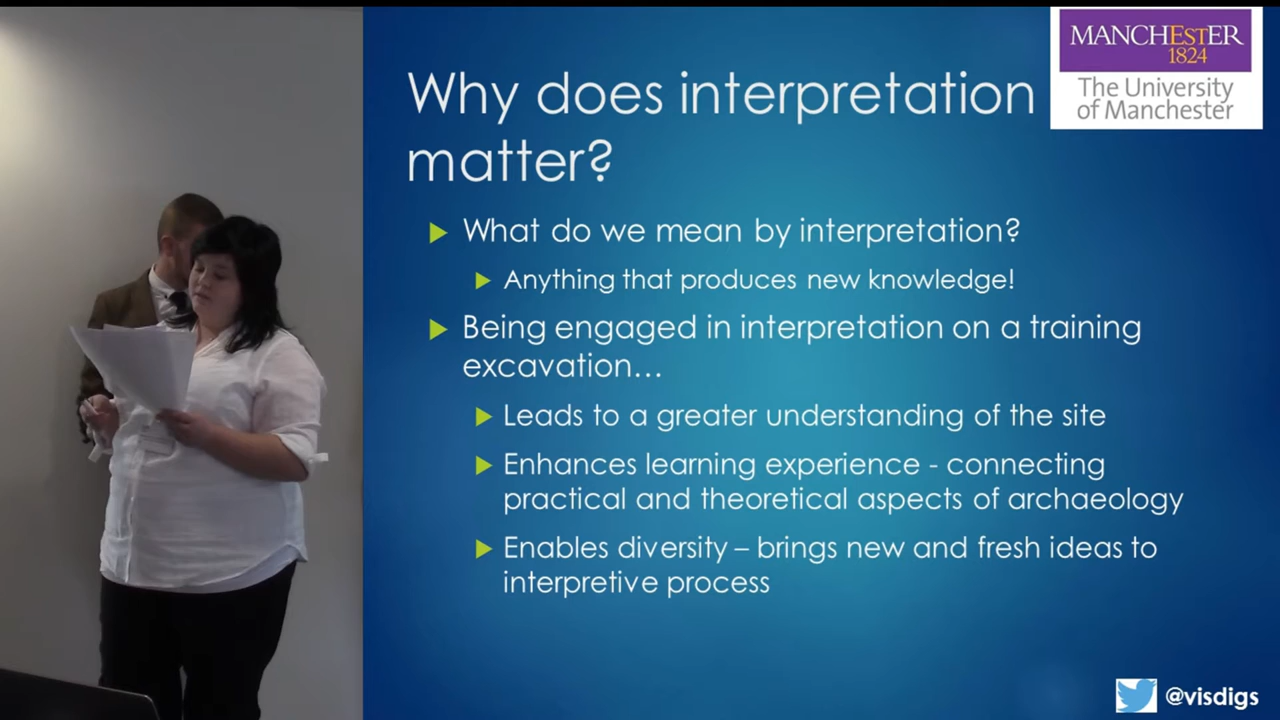 MANCHESTER
1824
The University
of Manchester
Why does interpretation
matter?
What do we mean by interpretation?
Anything that produces new knowledge!
Being engaged in interpretation on a training
excavation...
Leads to a greater understanding of the site
Enhances learning experience - connecting
practical and theoretical aspects of archaeology
Enables diversity – brings new and fresh ideas to
interpretive process
@visdigs